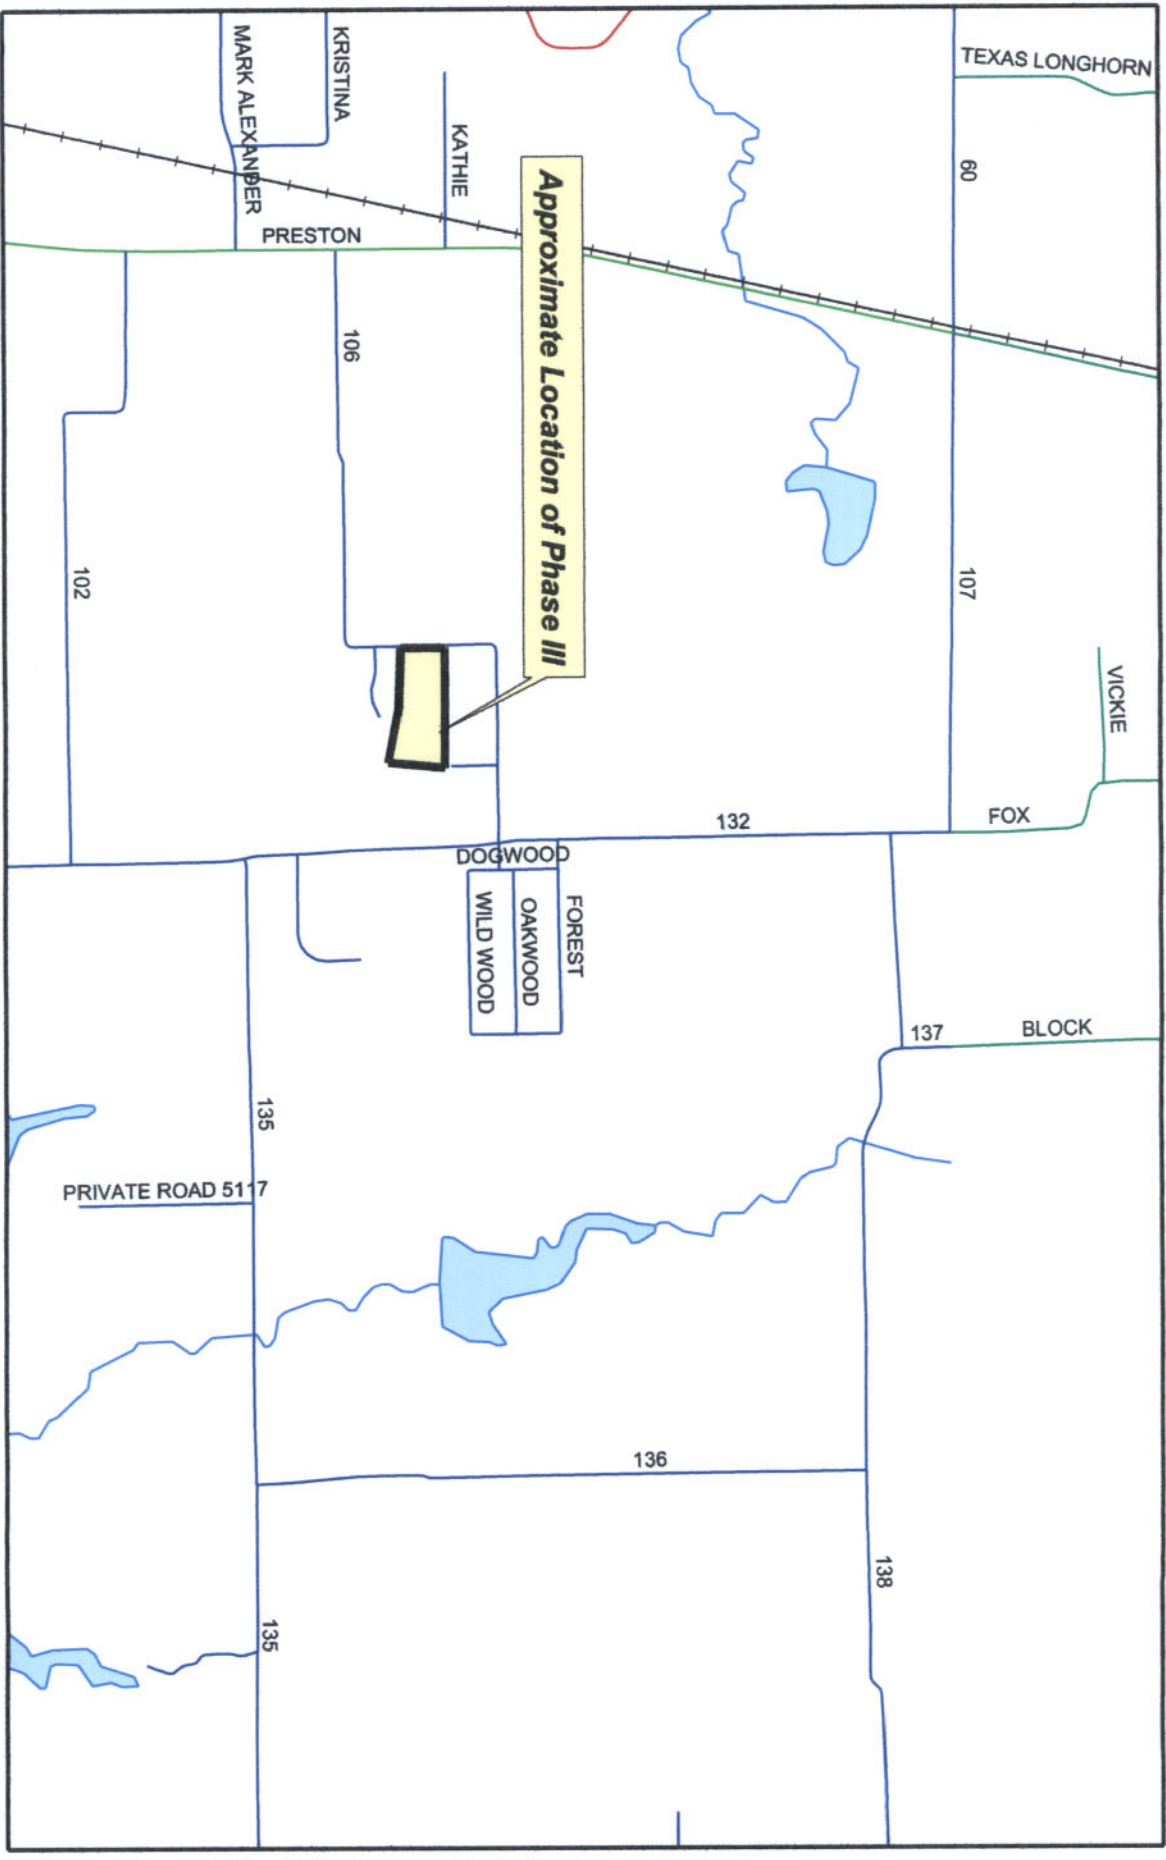 TEXAS LONGHORN
KRISTINA
MARK ALEXANDER
KATHIE
60
PRESTON
Approximate Location of Phase III
106
102
107
VICKIE
FOX
132
DOGWOOD
FOREST
OAKWOOD
WILD WOOD
137
BLOCK
135
PRIVATE ROAD 5117
136
138
135